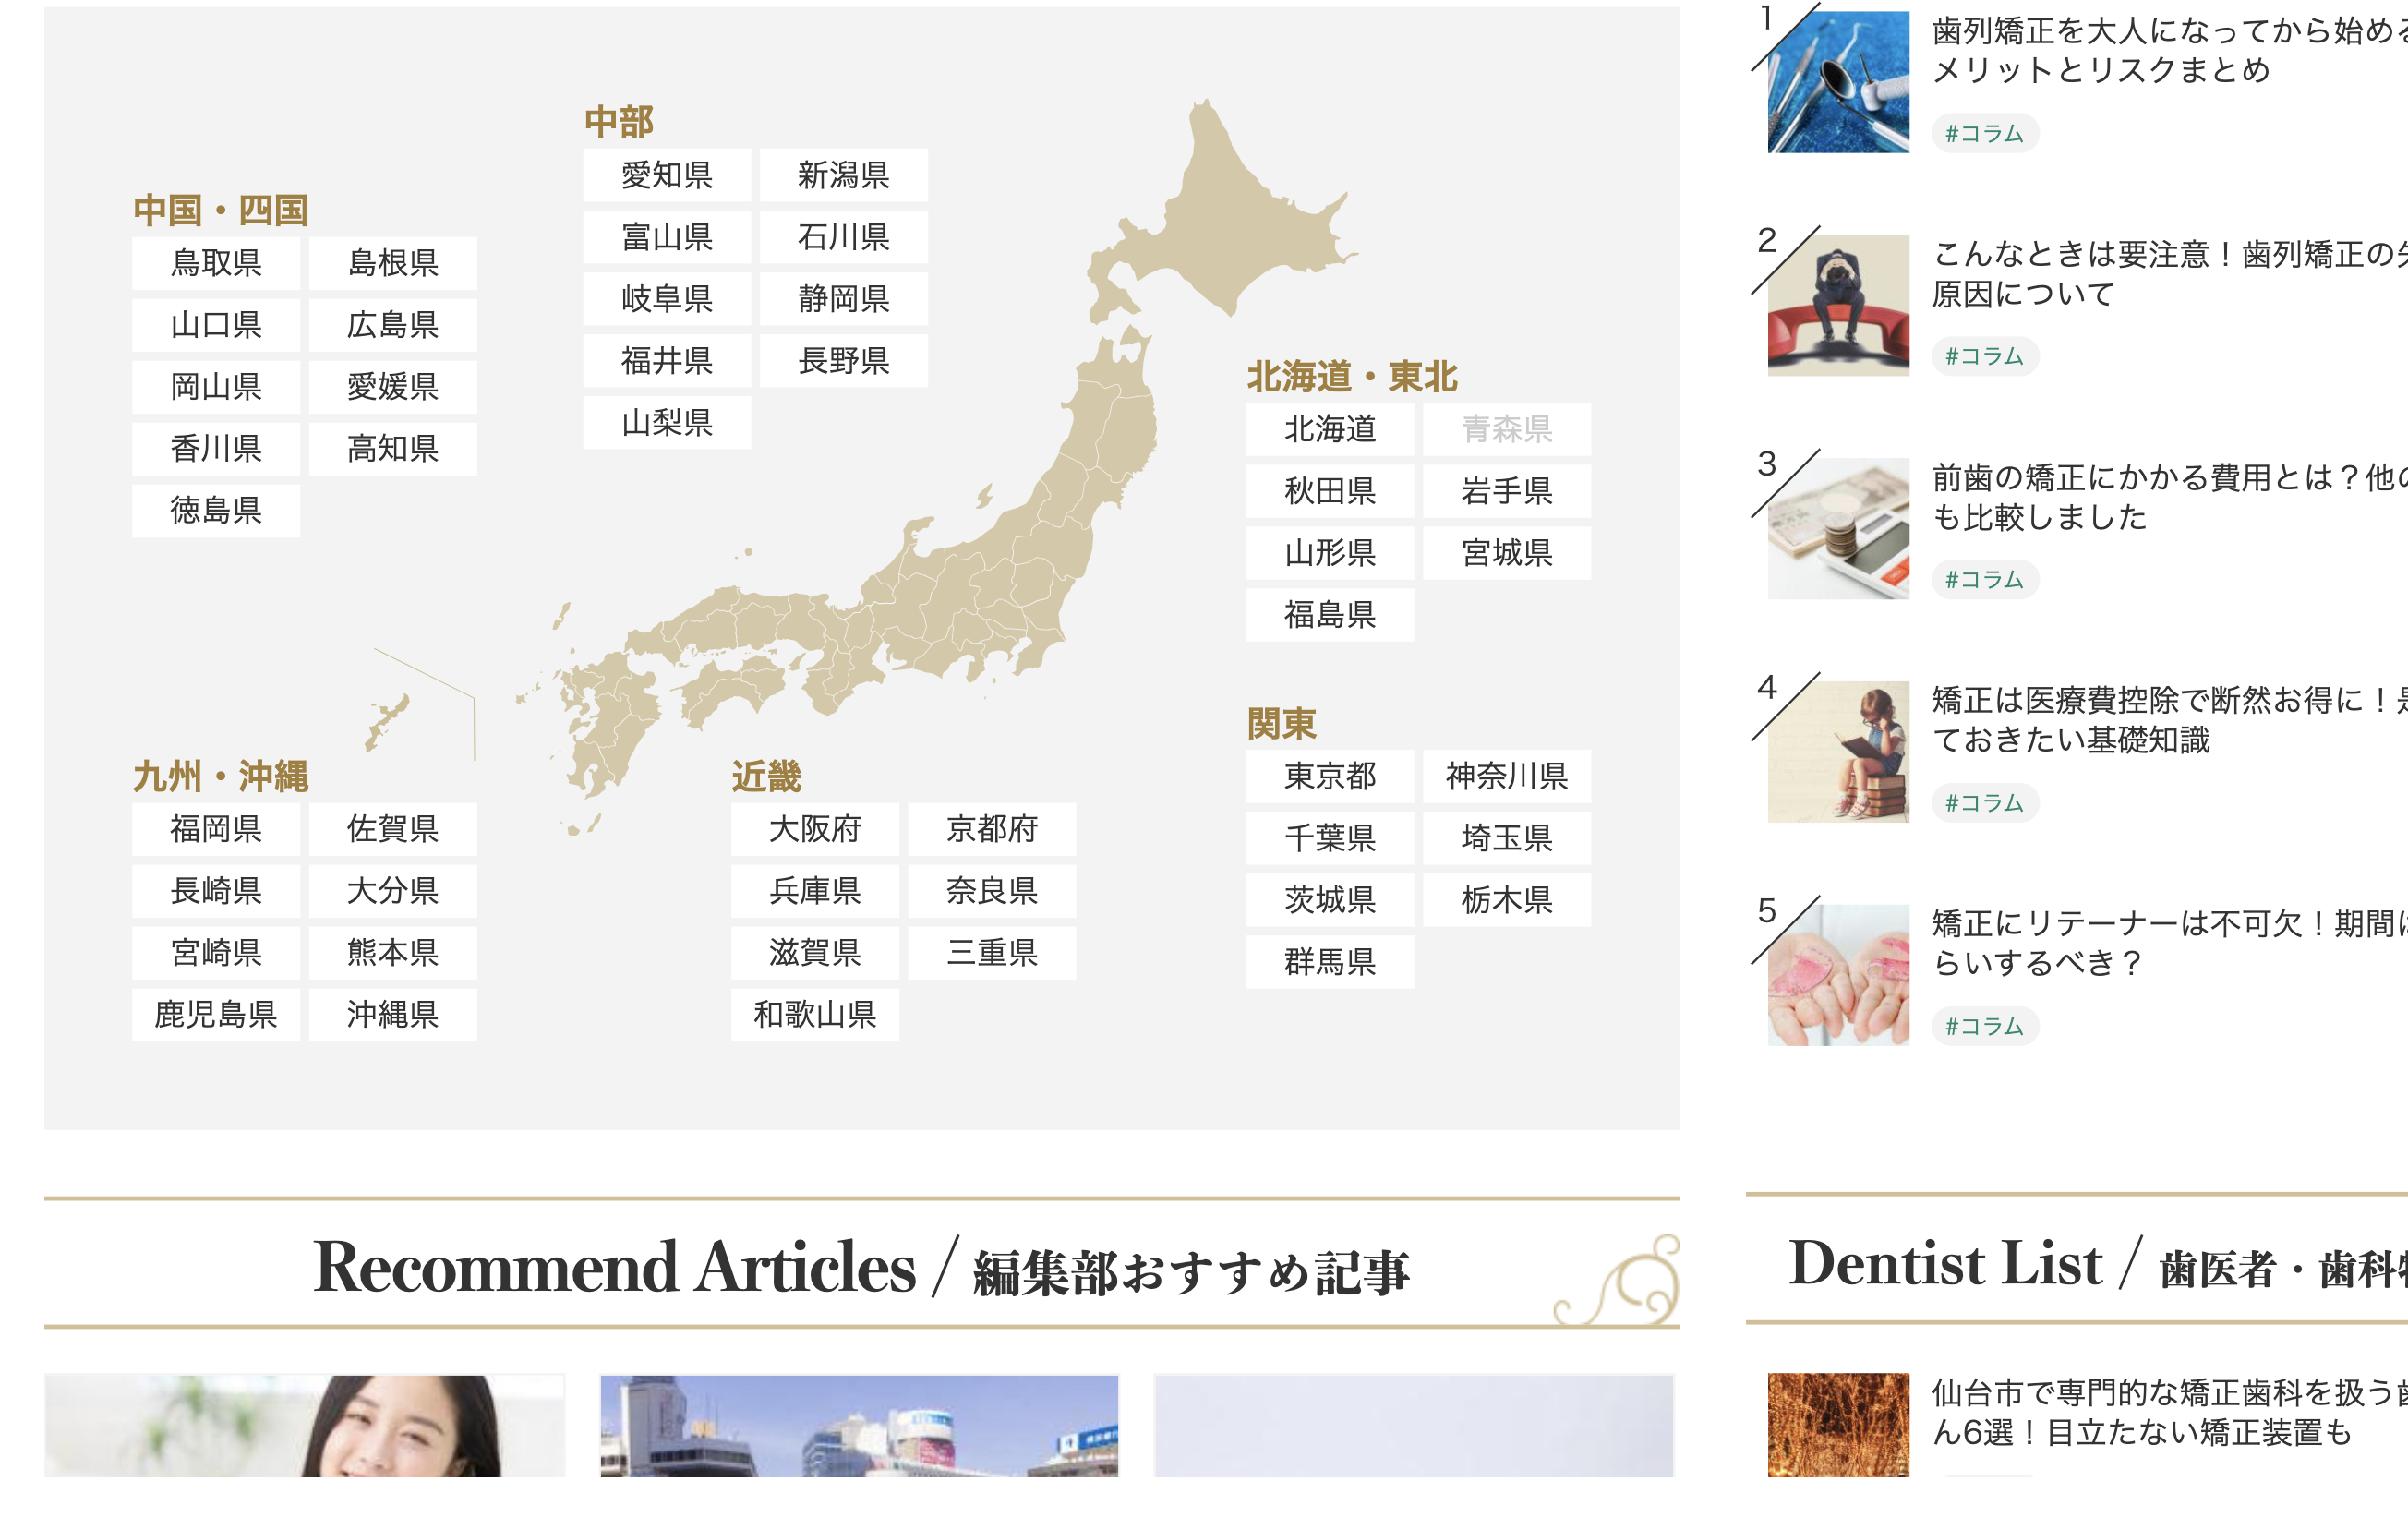 中国・四国
鳥取県 島根県
山口県 広島県
岡山県 愛媛県
香川県 高知県
徳島県
中部
愛知県 新潟県
富山県 石川県
岐阜県 静岡県
福井県 長野県
山梨県
北海道・東北
北海道 青森県
秋田県 岩手県
山形県 宮城県
福島県
九州・沖縄
福岡県 佐賀県
長崎県 大分県
宮崎県 熊本県
鹿児島県 沖縄県
近畿
大阪府 京都府
兵庫県 奈良県
滋賀県 三重県
和歌山県
関東
東京都 神奈川県
千葉県 埼玉県
茨城県 栃木県
群馬県
1
歯列矯正を大人になってから始め
メリットとリスクまとめ
#コラム
2
こんなときは要注意！歯列矯正の
原因について
#コラム
3
前歯の矯正にかかる費用とは？他
も比較しました
#コラム
4
矯正は医療費控除で断然お得に！
ておきたい基礎知識
#コラム
5
矯正にリテーナーは不可欠！期間
らいするべき？
#コラム
Recommend Articles / 編集部おすすめ記事
Dentist List / 歯医者・歯科
仙台市で専門的な矯正歯科を扱う
ん6選！目立たない矯正装置も